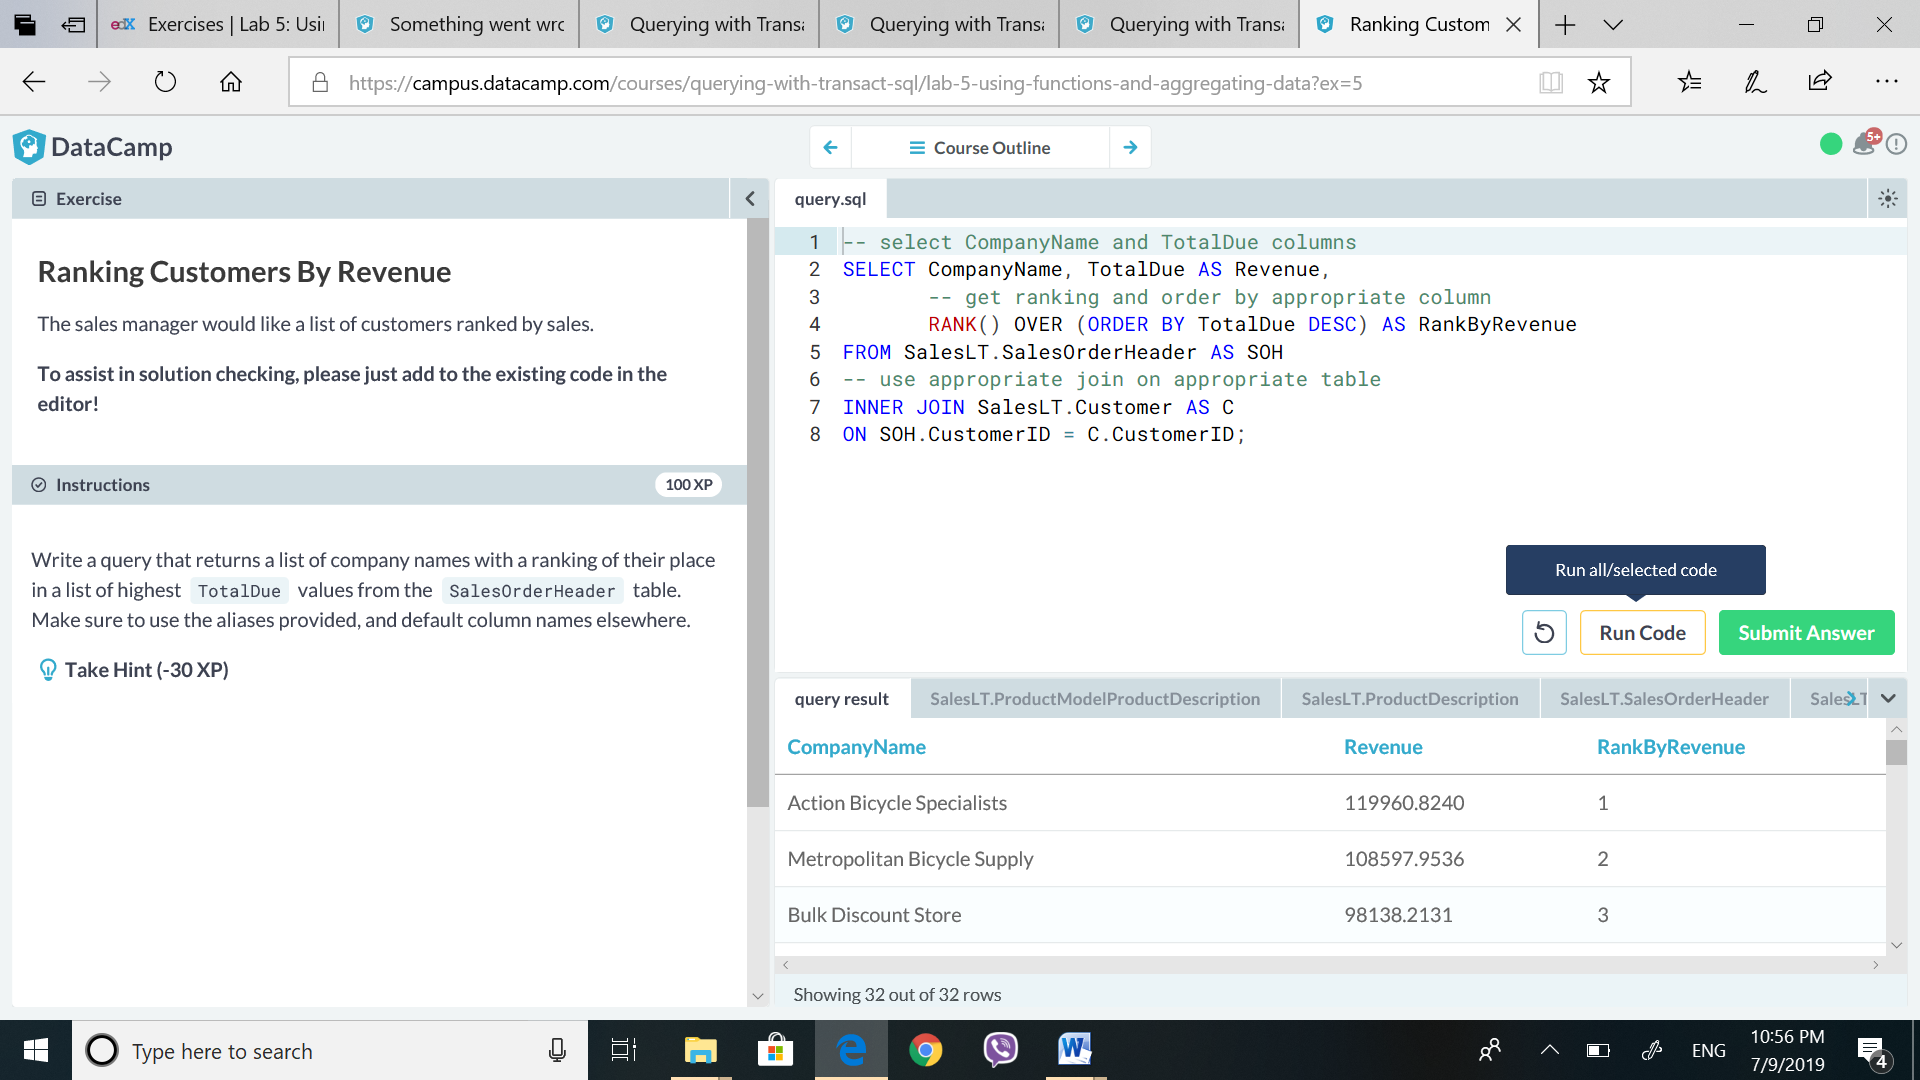 edX Exercises | Lab 5: Usi
Something went wro
Querying with Transa
Querying with Transa
Querying with Transa
Ranking Custom
https://campus.datacamp.com/courses/querying-with-transact-sql/lab-5-using-functions-and-aggregating-data?ex=5
DataCamp
Course Outline
5+
Exercise
Ranking Customers By Revenue
The sales manager would like a list of customers ranked by sales.
To assist in solution checking, please just add to the existing code in the
editor!
Instructions
100 XP
Write a query that returns a list of company names with a ranking of their place
in a list of highest TotalDue values from the SalesOrderHeader table.
Make sure to use the aliases provided, and default column names elsewhere.
Take Hint (-30 XP)
query.sql
1 -- select CompanyName and TotalDue columns
2 SELECT CompanyName, TotalDue AS Revenue,
3 -- get ranking and order by appropriate column
4 RANK() OVER (ORDER BY TotalDue DESC) AS RankByRevenue
5 FROM SalesLT.SalesOrderHeader AS SOH
6 -- use appropriate join on appropriate table
7 INNER JOIN SalesLT.Customer AS C
8 ON SOH.CustomerID = C.CustomerID;
Run all/selected code
Run Code
Submit Answer
query result
SalesLT.ProductModelProductDescription
SalesLT.ProductDescription
SalesLT.SalesOrderHeader
SalesLT
CompanyName Revenue RankByRevenue
Action Bicycle Specialists 119960.8240 1
Metropolitan Bicycle Supply 108597.9536 2
Bulk Discount Store 98138.2131 3
Showing 32 out of 32 rows
Type here to search
ENG
10:56 PM
7/9/2019
4